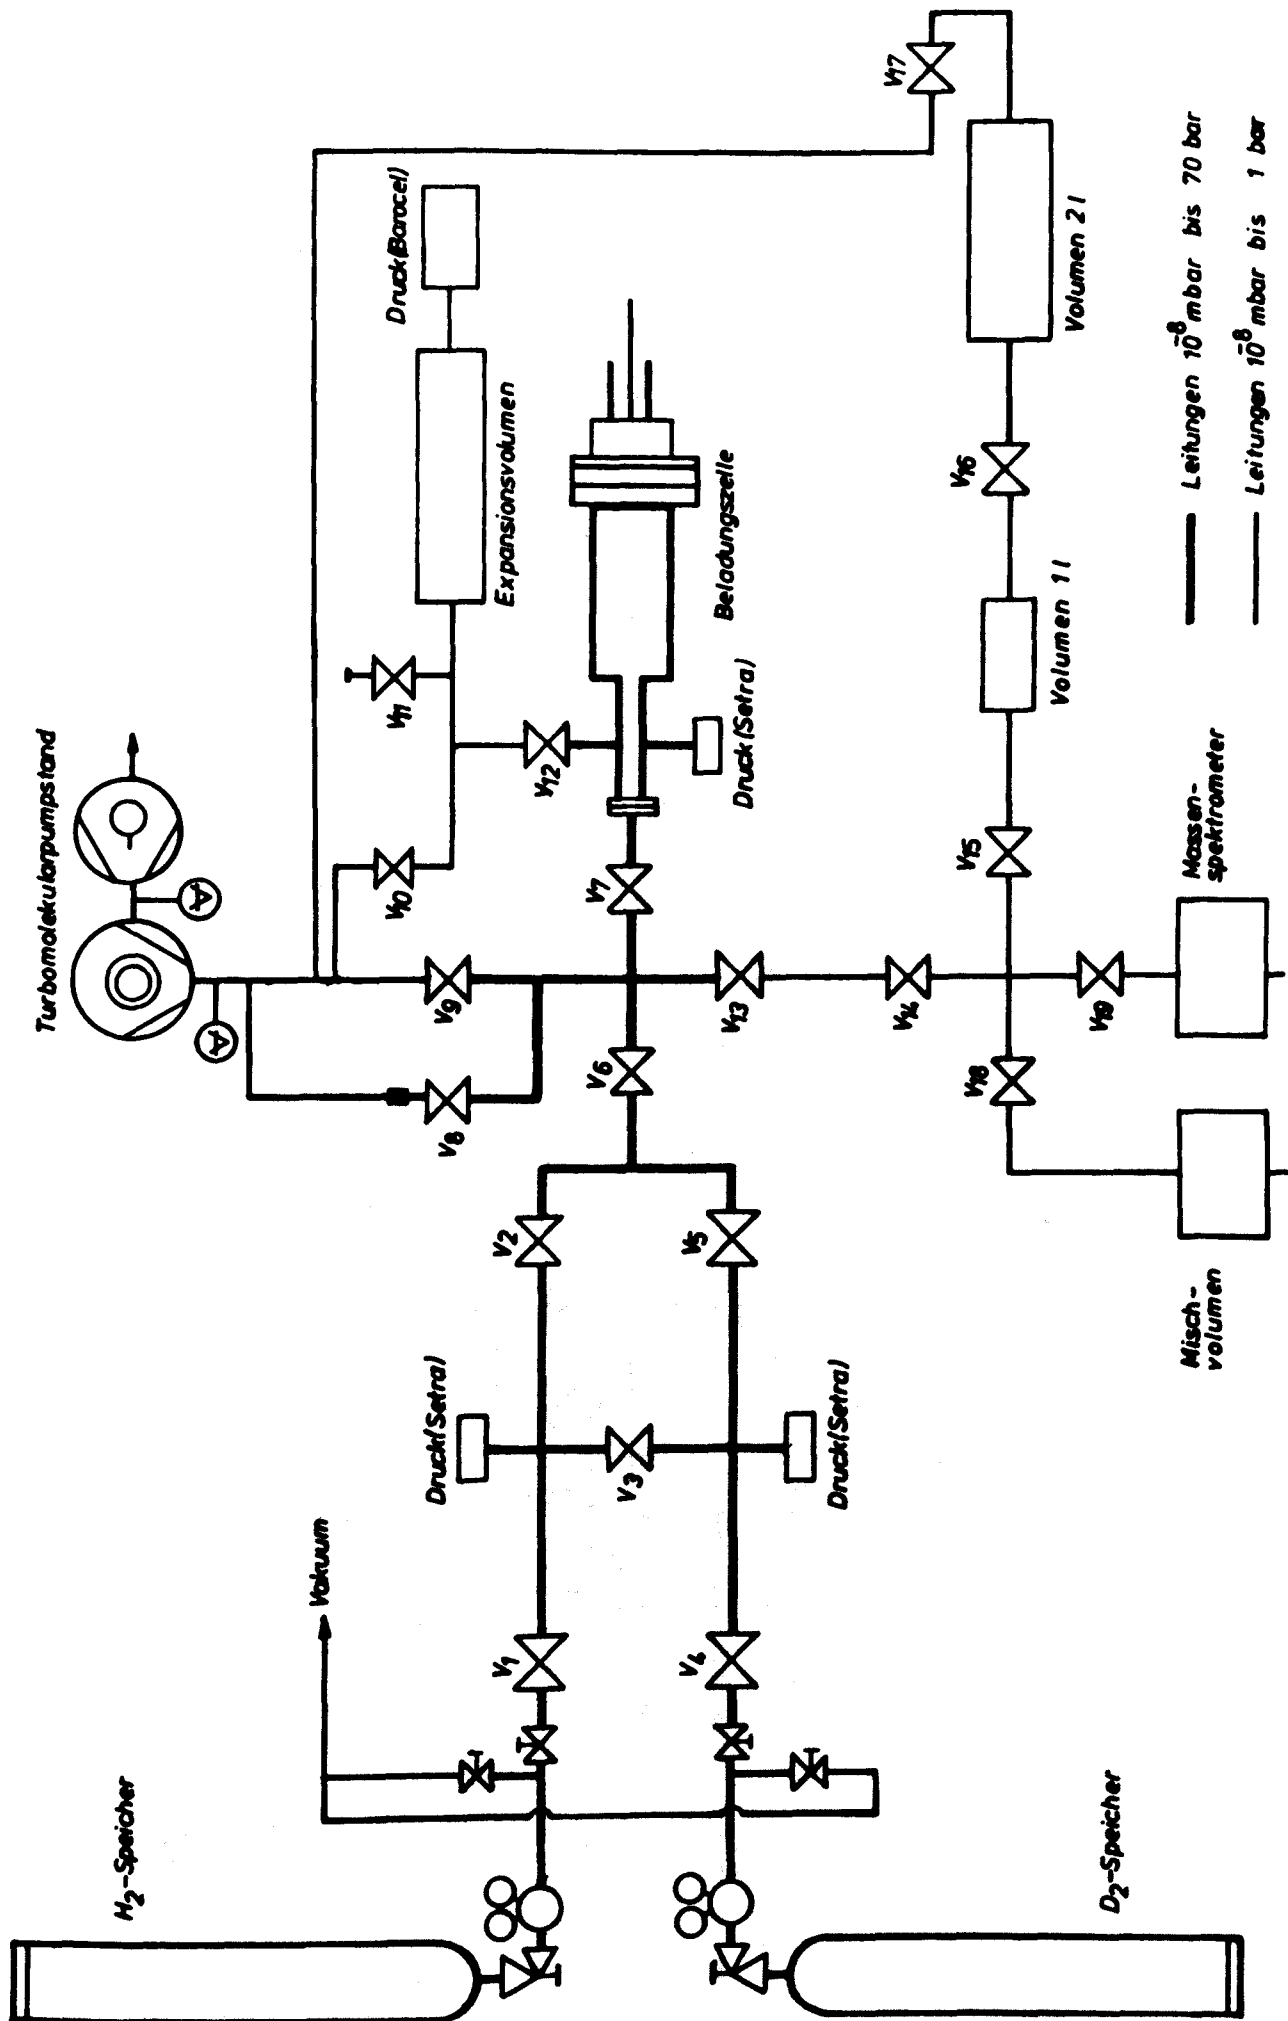 H2-Speicher
D2-Speicher
Vakuum
V1
V4
Druck(Setra)
V3
Druck(Setra)
V2
V5
V6
Turbomolekularpumpstand
A
A
V8
V9
V10
V11
V12
V7
Druck(Setra)
Beladungszelle
Expansionsvolumen
Druck(Barocel)
V13
V14
V15
V16
V17
V18
V19
Misch-
volumen
Massen-
spektrometer
Volumen 1 l
Volumen 2 l
Leitungen 10-8 mbar bis 70 bar
Leitungen 10-8 mbar bis 1 bar